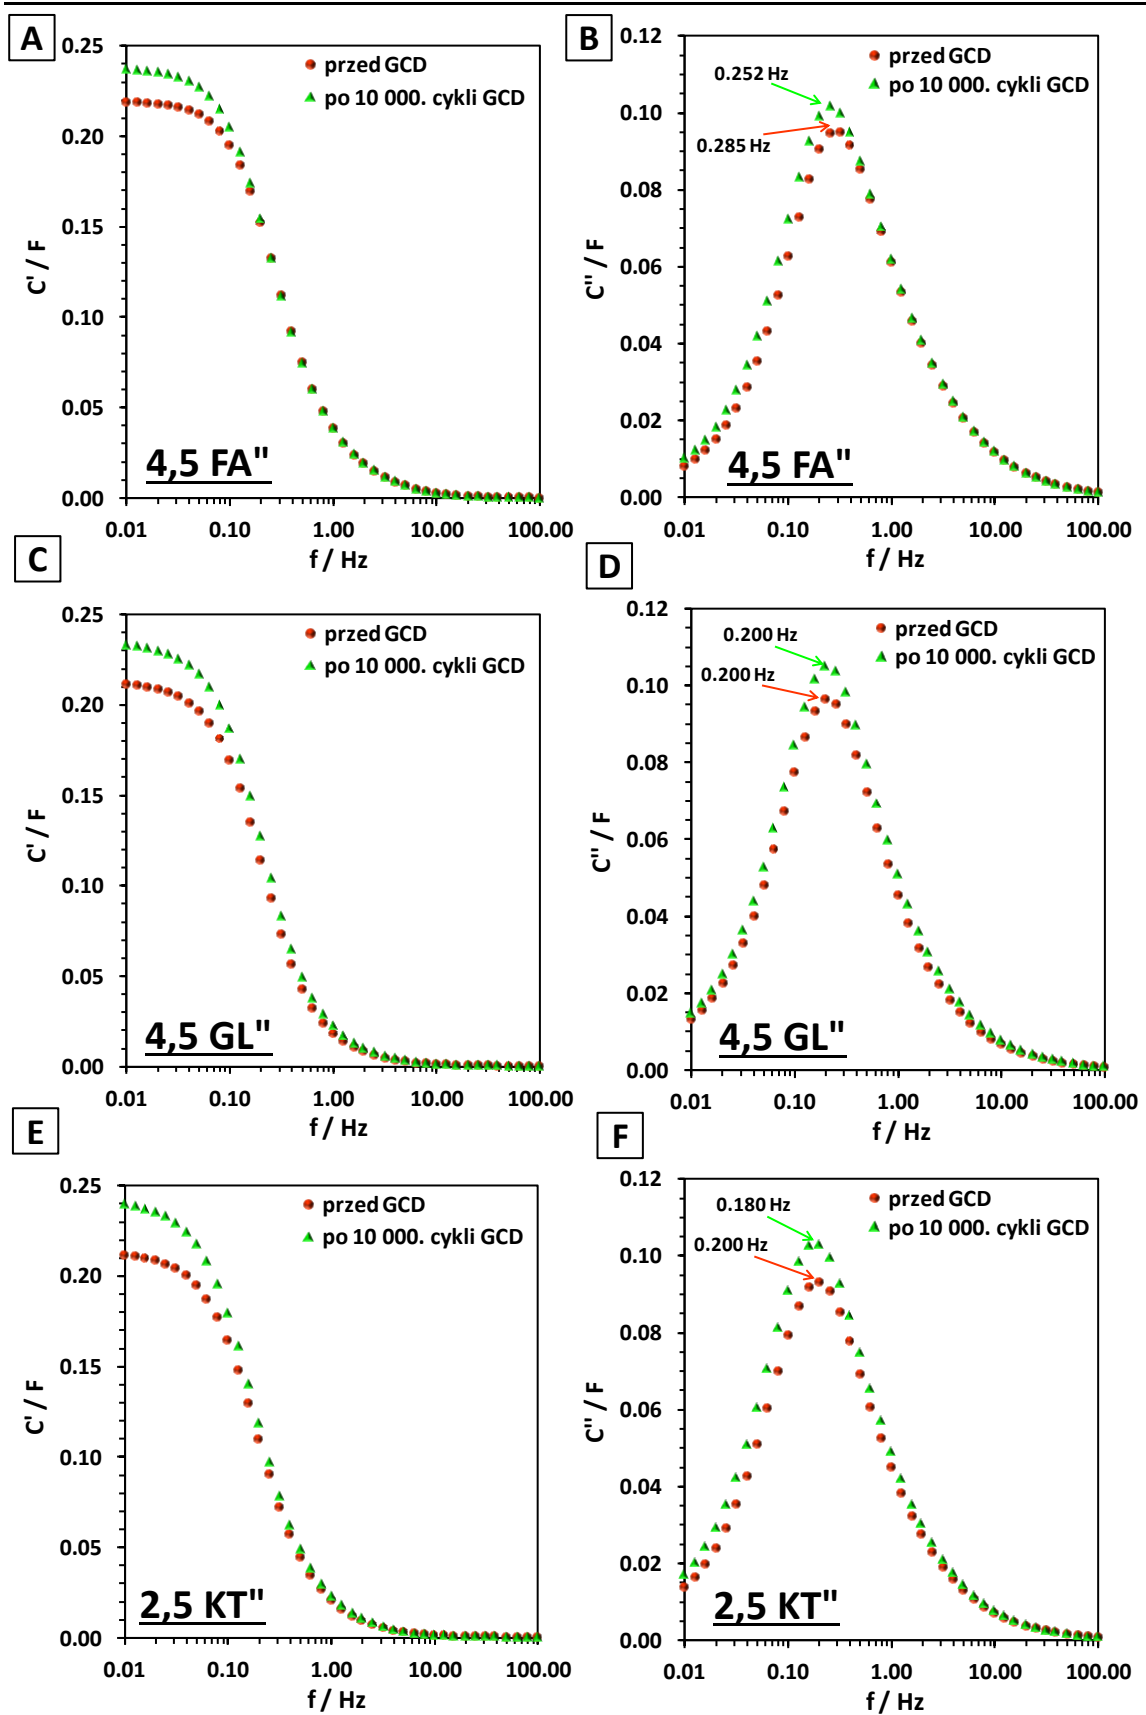 A
0.25
0.20
0.15
0.10
0.05
0.00
C' / F
przed GCD
po 10 000. cykli GCD
4,5 FA"
0.01 0.10 1.00 10.00 100.00
f / Hz
B
0.12
0.10
0.08
0.06
0.04
0.02
0.00
C'' / F
0.252 Hz
0.285 Hz
przed GCD
po 10 000. cykli GCD
4,5 FA"
0.01 0.10 1.00 10.00 100.00
f / Hz
C
0.25
0.20
0.15
0.10
0.05
0.00
C' / F
przed GCD
po 10 000. cykli GCD
4,5 GL"
0.01 0.10 1.00 10.00 100.00
f / Hz
D
0.12
0.10
0.08
0.06
0.04
0.02
0.00
C'' / F
0.200 Hz
0.200 Hz
przed GCD
po 10 000. cykli GCD
4,5 GL"
0.01 0.10 1.00 10.00 100.00
f / Hz
E
0.25
0.20
0.15
0.10
0.05
0.00
C' / F
przed GCD
po 10 000. cykli GCD
2,5 KT"
0.01 0.10 1.00 10.00 100.00
f / Hz
F
0.12
0.10
0.08
0.06
0.04
0.02
0.00
C'' / F
0.180 Hz
0.200 Hz
przed GCD
po 10 000. cykli GCD
2,5 KT"
0.01 0.10 1.00 10.00 100.00
f / Hz